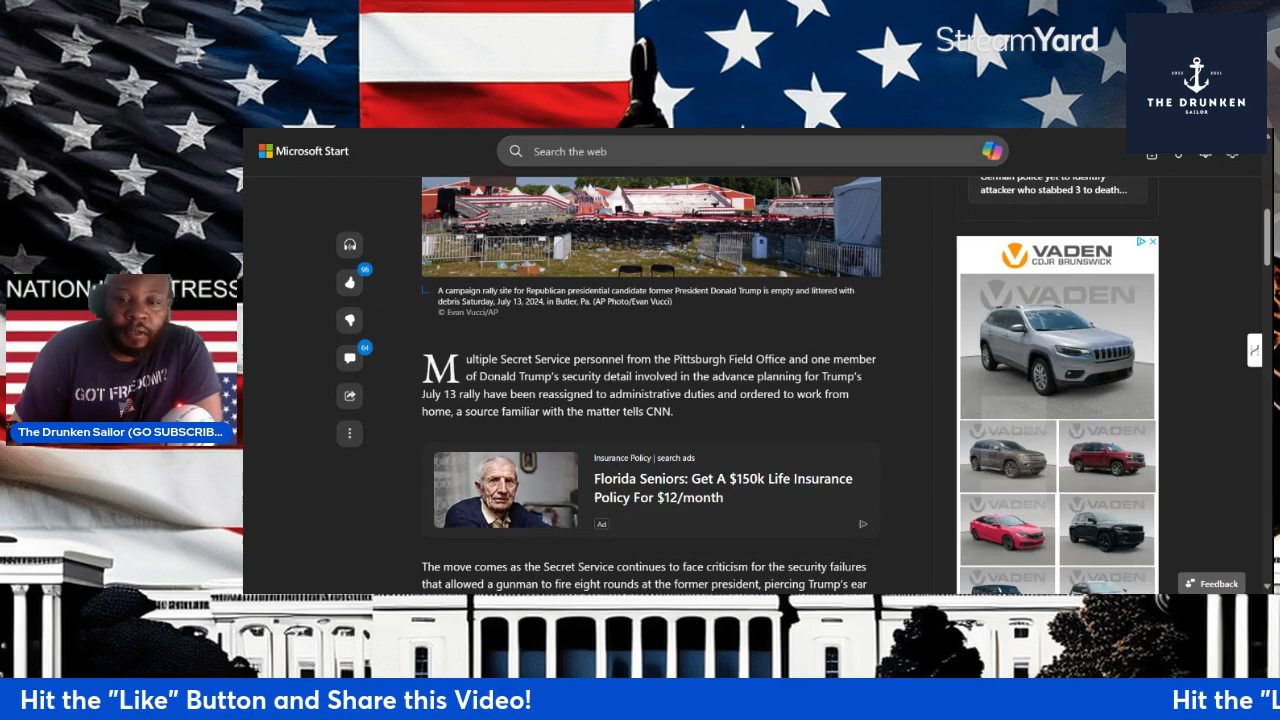 StreamYard
THE DRUNKEN
SAILOR
Microsoft Start
Search the web
German police yet to identify
attacker who stabbed 3 to death...
VADEN
CDJR BRUNSWICK
VADEN
VADEN
VADEN
VADEN
VADEN
96
64
A campaign rally site for Republican presidential candidate former President Donald Trump is empty and littered with
debris Saturday, July 13, 2024, in Butler, Pa. (AP Photo/Evan Vucci)
© Evan Vucci/AP
Multiple Secret Service personnel from the Pittsburgh Field Office and one member
of Donald Trump's security detail involved in the advance planning for Trump's
July 13 rally have been reassigned to administrative duties and ordered to work from
home, a source familiar with the matter tells CNN.
Insurance Policy | search ads
Florida Seniors: Get A $150k Life Insurance
Policy For $12/month
Ad
The move comes as the Secret Service continues to face criticism for the security failures
that allowed a gunman to fire eight rounds at the former president, piercing Trump's ear
Feedback
NATION
TRESS
GOT FREDOM?
The Drunken Sailor (GO SUBSCRIB...
Hit the "Like" Button and Share this Video!
Hit the "L